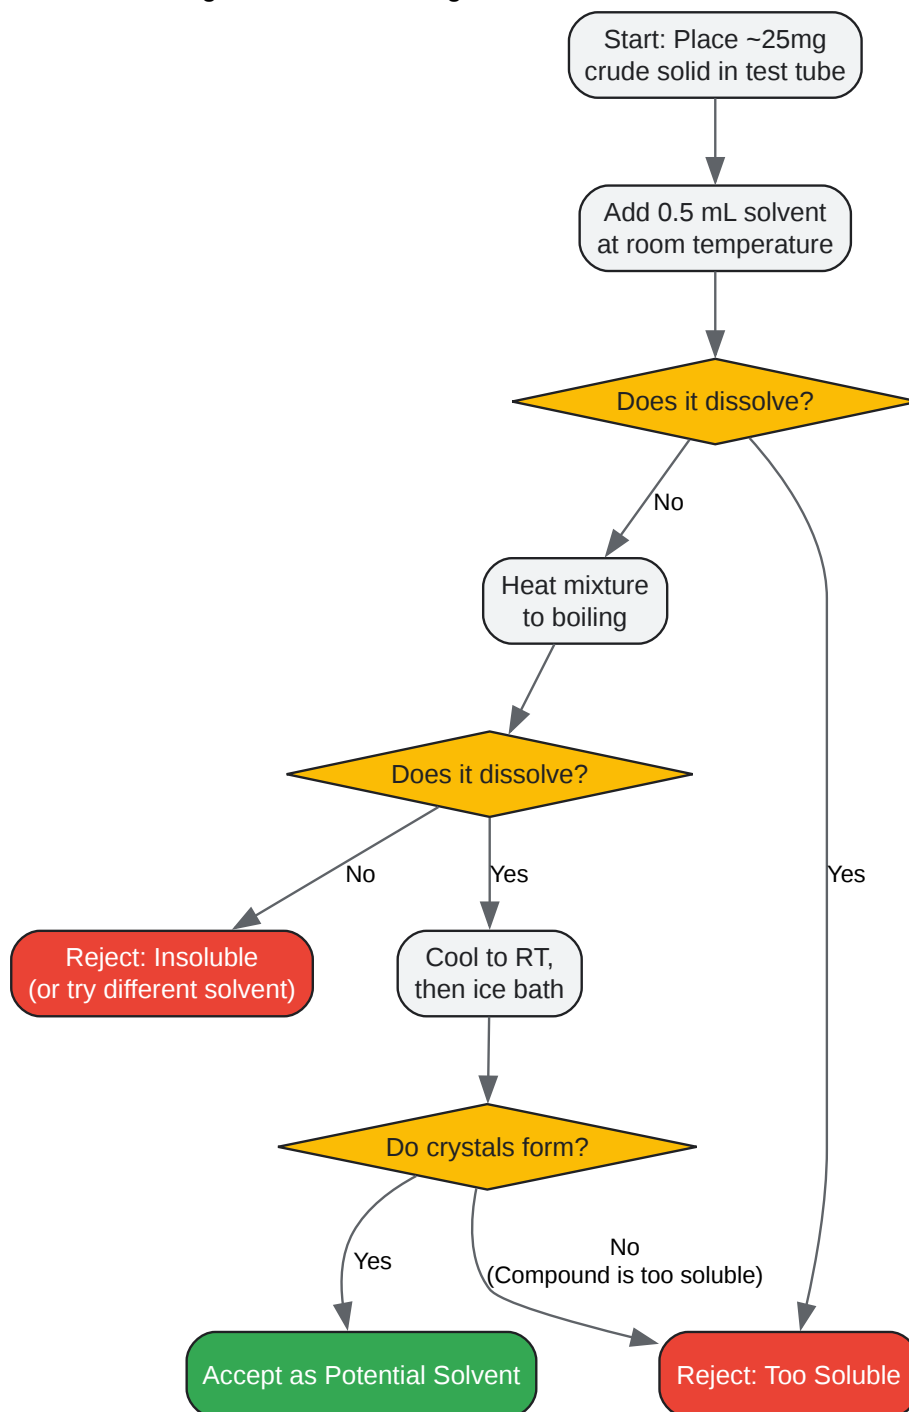 Start: Place ~25mg
crude solid in test tube
Add 0.5 mL solvent
at room temperature
Does it dissolve?
No
Heat mixture
to boiling
Does it dissolve?
No
Yes
Yes
Reject: Insoluble
(or try different solvent)
Cool to RT,
then ice bath
Do crystals form?
Yes
No
(Compound is too soluble)
Accept as Potential Solvent
Reject: Too Soluble